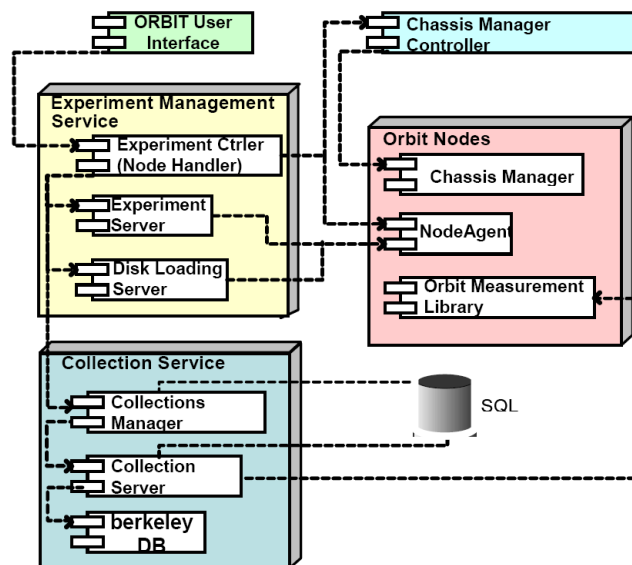 ORBIT User
Interface
Chassis Manager
Controller
Experiment Management
Service
Experiment Ctrler
(Node Handler)
Experiment
Server
Disk Loading
Server
Orbit Nodes
Chassis Manager
NodeAgent
Orbit Measurement
Library
Collection Service
Collections
Manager
Collection
Server
berkeley
DB
SQL